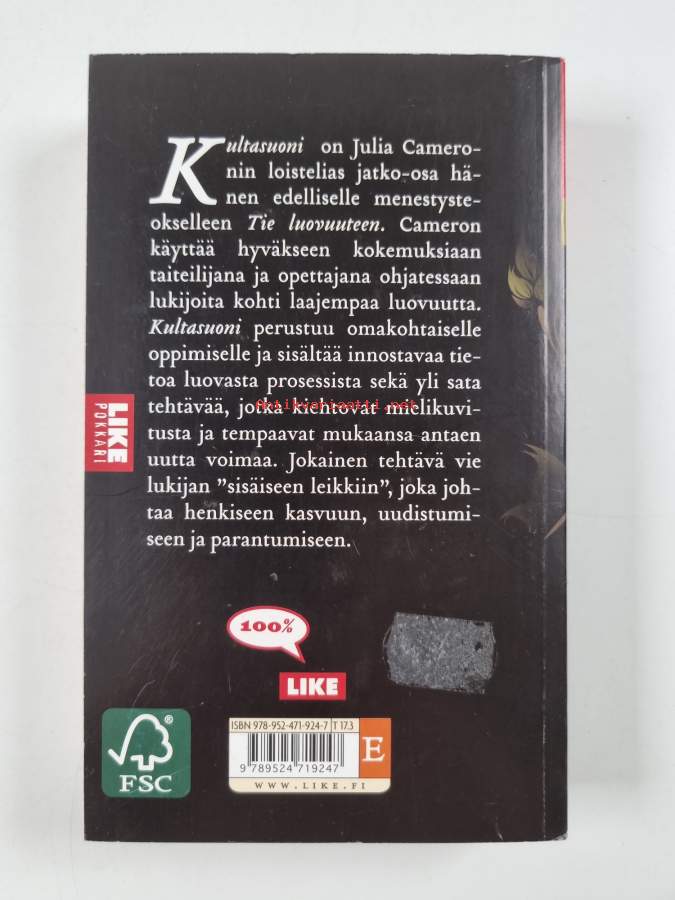 Kultasuoni on Julia Camero-
nin loistelias jatko-osa hä-
nen edelliselle menestyste-
okselleen Tie luovuuteen. Cameron
käyttää hyväkseen kokemuksiaan
taiteilijana ja opettajana ohjatessaan
lukijoita kohti laajempaa luovuutta.
Kultasuoni perustuu omakohtaiselle
oppimiselle ja sisältää innostavaa tie-
toa luovasta prosessista sekä yli sata
Antikvariaatti.net
tehtävää, jotka kiehtovat mielikuvi-
tusta ja tempaavat mukaansa antaen
uutta voimaa. Jokainen tehtävä vie
lukijan ”sisäiseen leikkiin”, joka joh-
taa henkiseen kasvuun, uudistumi-
seen ja parantumiseen.
LIKE
POKKARI
100%
LIKE
FSC
ISBN 978-952-471-924-7 T 17.3
E
9 789524 719247
WWW.LIKE.FI